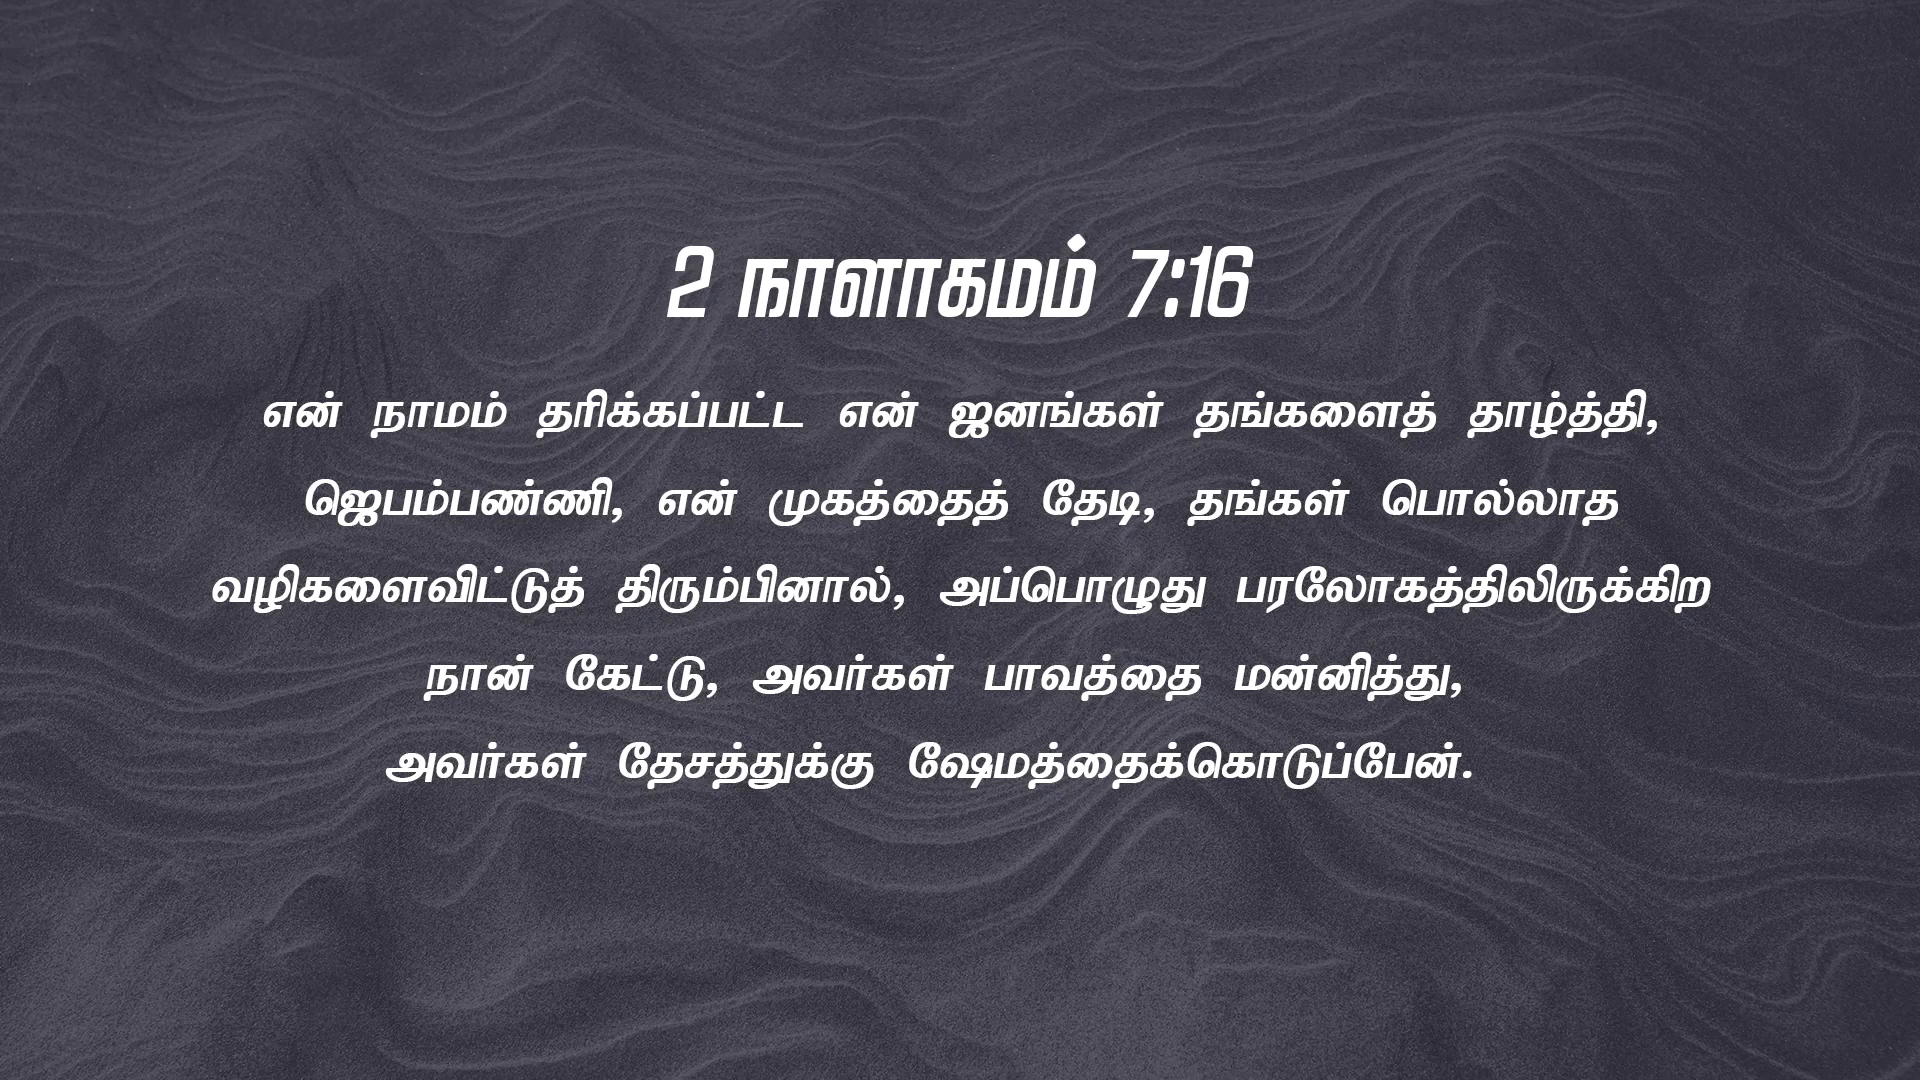 2 நாளாகமம் 7:16
என் நாமம் தரிக்கப்பட்ட என் ஜனங்கள் தங்களைத் தாழ்த்தி,
ஜெபம்பண்ணி, என் முகத்தைத் தேடி, தங்கள் பொல்லாத
வழிகளைவிட்டுத் திரும்பினால், அப்பொழுது பரலோகத்திலிருக்கிற
நான் கேட்டு, அவர்கள் பாவத்தை மன்னித்து,
அவர்கள் தேசத்துக்கு ஷேமத்தைக்கொடுப்பேன்.